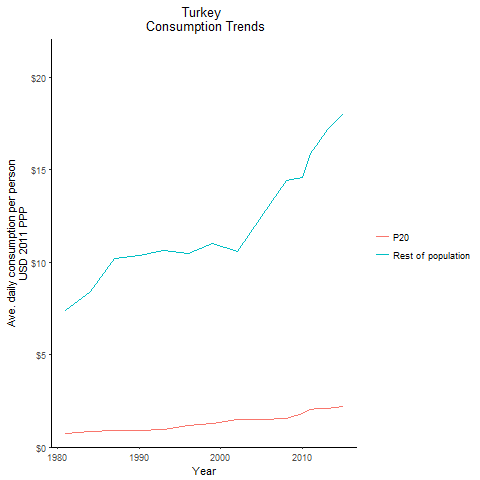 Turkey
Consumption Trends
$20
$15
$10
$5
$0
Ave. daily consumption per person
USD 2011 PPP
1980
1990
2000
2010
Year
P20
Rest of population